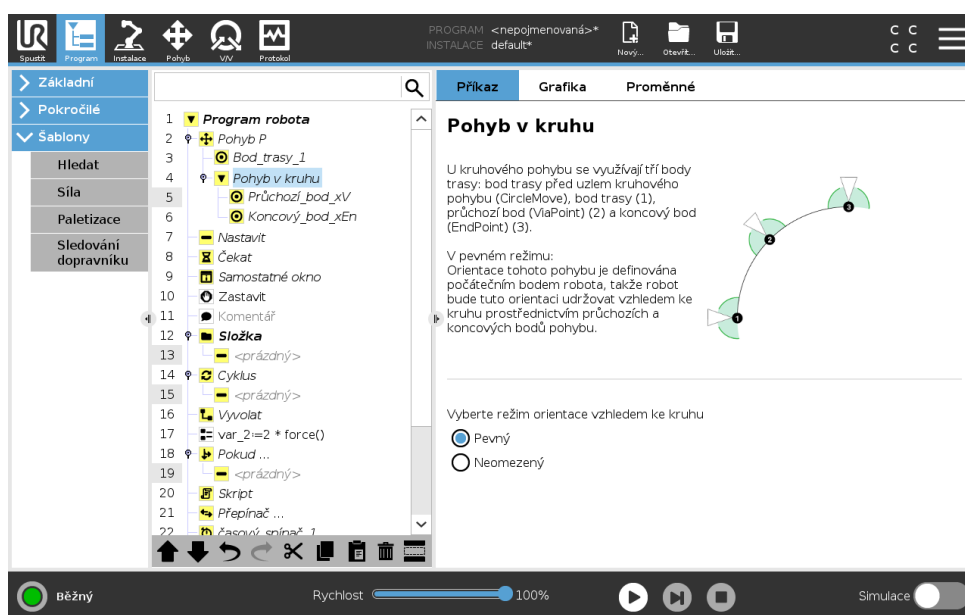 PROGRAM <nepojmenovaná>*
INSTALACE default*
C C
C C
Spustit
Program
Instalace
Pohyb
V/V
Protokol
Nový...
Otevřít...
Uložit...
Základní
Pokročilé
Šablony
Hledat
Síla
Paletizace
Sledování
dopravníku
1 Program robota
2 Pohyb P
3 Bod_trasy_1
4 Pohyb v kruhu
5 Průchozí_bod_xV
6 Koncový_bod_xEn
7 Nastavit
8 Čekat
9 Samostatné okno
10 Zastavit
11 Komentář
12 Složka
13 <prázdný>
14 Cyklus
15 <prázdný>
16 Vyvolat
17 var_2:=2 * force()
18 Pokud ...
19 <prázdný>
20 Skript
21 Přepínač ...
22 časový_spínač_1
Příkaz
Grafika
Proměnné
Pohyb v kruhu
U kruhového pohybu se využívají tří body
trasy: bod trasy před uzlem kruhového
pohybu (CircleMove), bod trasy (1),
průchozí bod (ViaPoint) (2) a koncový bod
(EndPoint) (3).
V pevném režimu:
Orientace tohoto pohybu je definována
počátečním bodem robota, takže robot
bude tuto orientaci udržovat vzhledem ke
kruhu prostřednictvím průchozích a
koncových bodů pohybu.
3
2
1
Vyberte režim orientace vzhledem ke kruhu
Pevný
Neomezený
Běžný
Rychlost
100%
Simulace